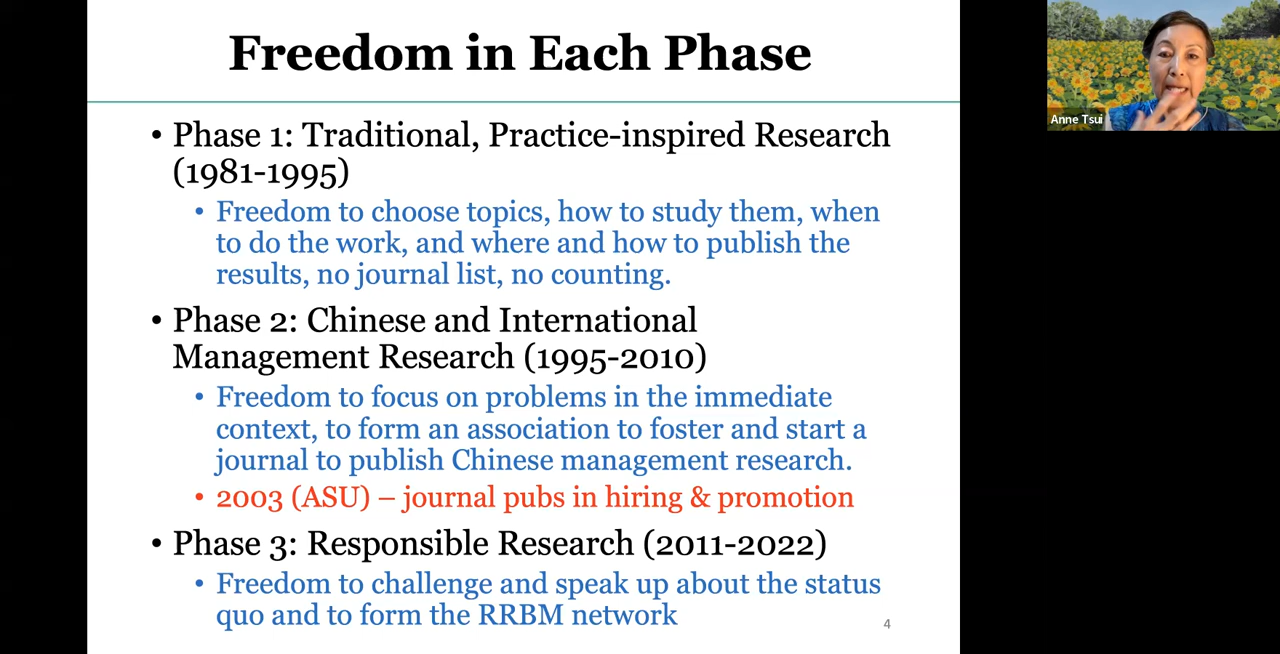 Freedom in Each Phase
• Phase 1: Traditional, Practice-inspired Research
(1981-1995)
• Freedom to choose topics, how to study them, when
to do the work, and where and how to publish the
results, no journal list, no counting.
• Phase 2: Chinese and International
Management Research (1995-2010)
• Freedom to focus on problems in the immediate
context, to form an association to foster and start a
journal to publish Chinese management research.
• 2003 (ASU) – journal pubs in hiring & promotion
• Phase 3: Responsible Research (2011-2022)
• Freedom to challenge and speak up about the status
quo and to form the RRBM network
4
Anne Tsui